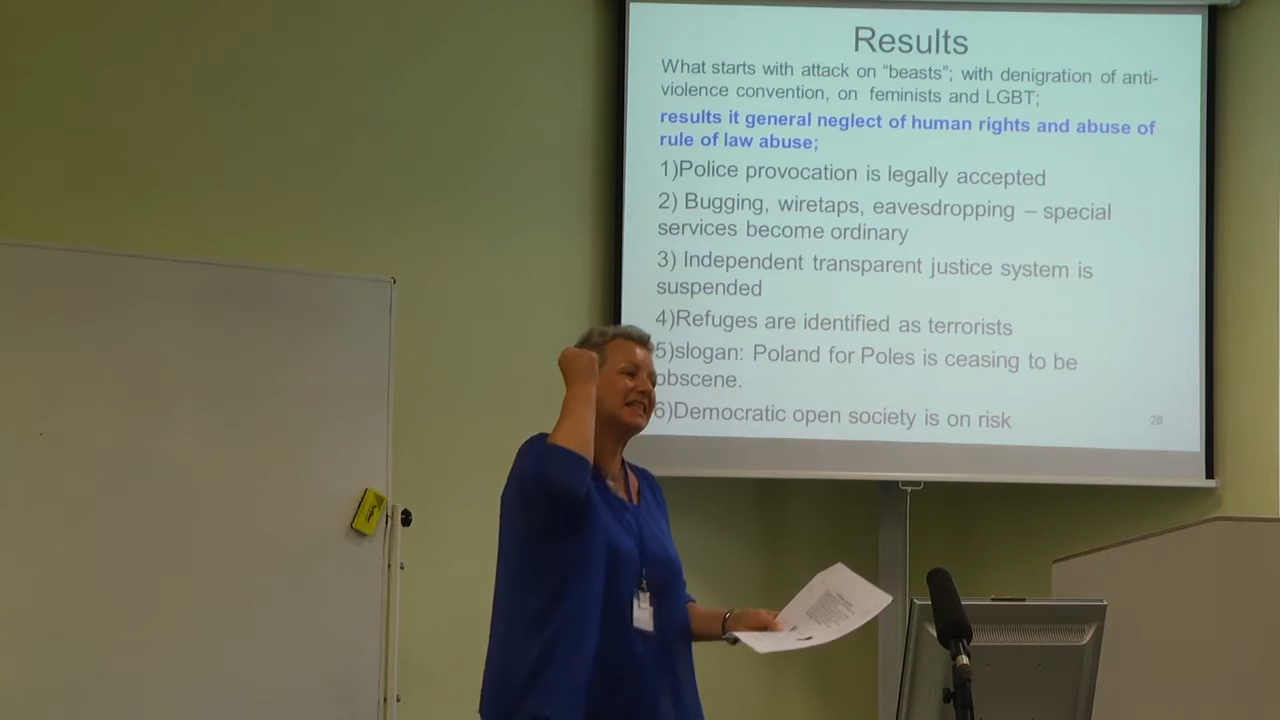 Results
What starts with attack on “beasts”; with denigration of anti-
violence convention, on feminists and LGBT;
results it general neglect of human rights and abuse of
rule of law abuse;
1)Police provocation is legally accepted
2) Bugging, wiretaps, eavesdropping – special
services become ordinary
3) Independent transparent justice system is
suspended
4)Refuges are identified as terrorists
5)slogan: Poland for Poles is ceasing to be
obscene.
6)Democratic open society is on risk
28